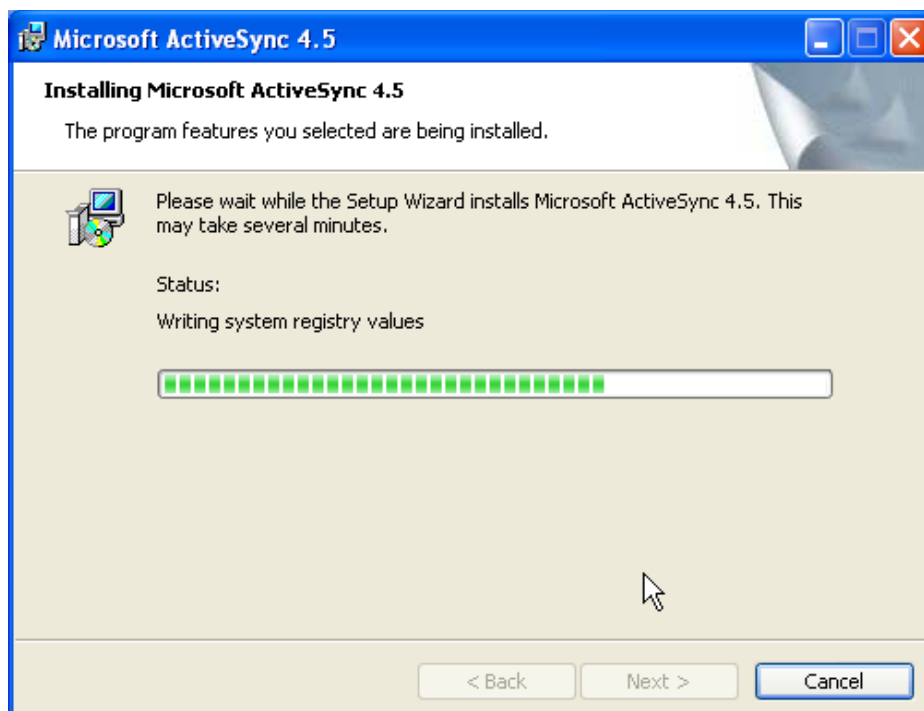 Microsoft ActiveSync 4.5
Installing Microsoft ActiveSync 4.5
The program features you selected are being installed.
Please wait while the Setup Wizard installs Microsoft ActiveSync 4.5. This
may take several minutes.
Status:
Writing system registry values
< Back
Next >
Cancel